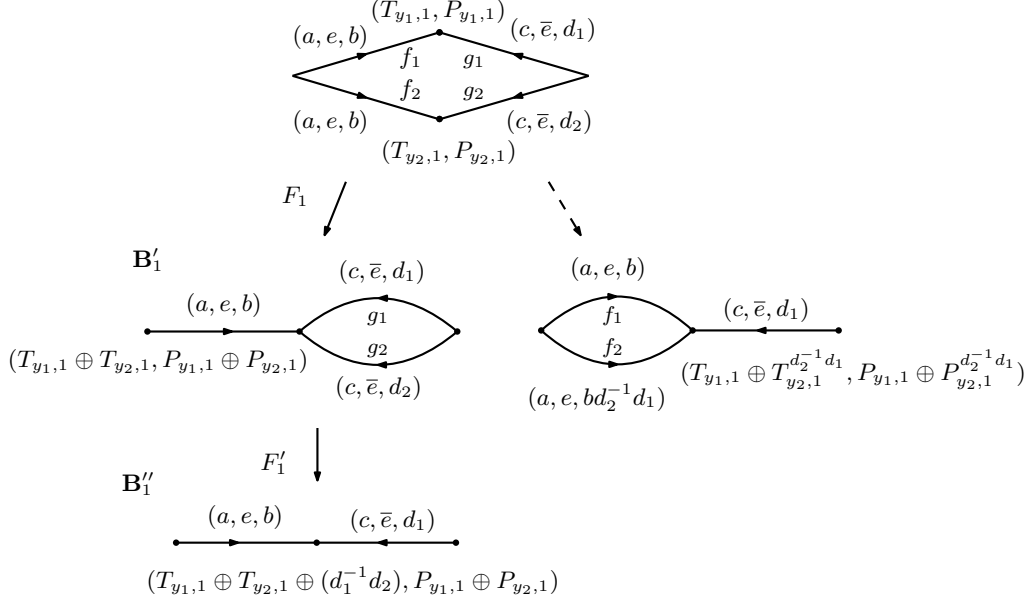 $(T_{y_1,1}, P_{y_1,1})$
$(a, e, b)$ $(c, \overline{e}, d_1)$
$f_1$ $g_1$
$f_2$ $g_2$
$(a, e, b)$ $(c, \overline{e}, d_2)$
$(T_{y_2,1}, P_{y_2,1})$
$F_1$
$\mathbf{B}_1'$
$(c, \overline{e}, d_1)$ $(a, e, b)$
$(a, e, b)$ $g_1$ $f_1$ $(c, \overline{e}, d_1)$
$g_2$ $f_2$
$(T_{y_1,1} \oplus T_{y_2,1}, P_{y_1,1} \oplus P_{y_2,1})$ $(T_{y_1,1} \oplus T_{y_2,1}^{d_2^{-1}d_1}, P_{y_1,1} \oplus P_{y_2,1}^{d_2^{-1}d_1})$
$(c, \overline{e}, d_2)$ $(a, e, bd_2^{-1}d_1)$
$F_1'$
$\mathbf{B}_1''$
$(a, e, b)$ $(c, \overline{e}, d_1)$
$(T_{y_1,1} \oplus T_{y_2,1} \oplus (d_1^{-1}d_2), P_{y_1,1} \oplus P_{y_2,1})$